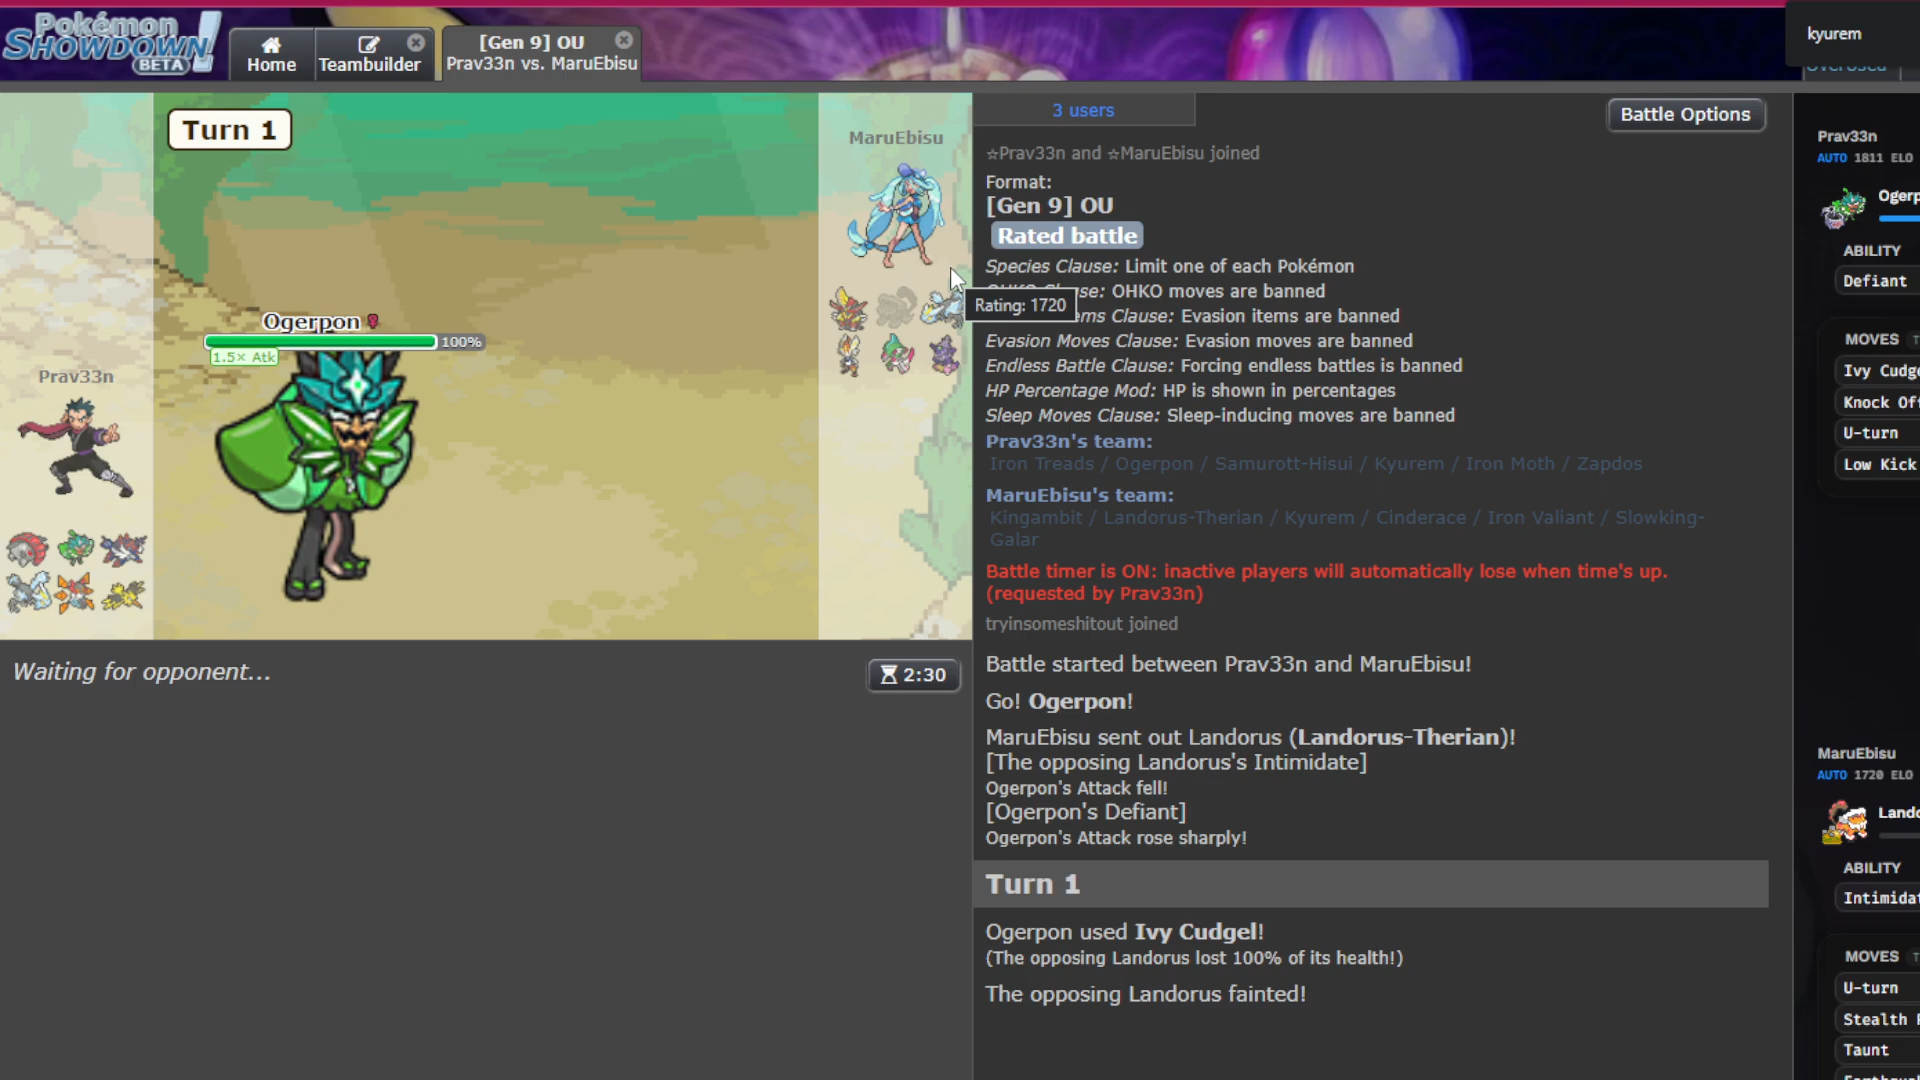 Pokémon
SHOWDOWN!
BETA
Home
Teambuilder
[Gen 9] OU
Prav33n vs. MaruEbisu
kyurem
Turn 1
MaruEbisu
Ogerpon
100%
1.5× Atk
Prav33n
Rating: 1720
Waiting for opponent...
2:30
3 users
Battle Options
☆Prav33n and ☆MaruEbisu joined
Format:
[Gen 9] OU
Rated battle
Species Clause: Limit one of each Pokémon
se: OHKO moves are banned
ems Clause: Evasion items are banned
Evasion Moves Clause: Evasion moves are banned
Endless Battle Clause: Forcing endless battles is banned
HP Percentage Mod: HP is shown in percentages
Sleep Moves Clause: Sleep-inducing moves are banned
Prav33n's team:
Iron Treads / Ogerpon / Samurott-Hisui / Kyurem / Iron Moth / Zapdos
MaruEbisu's team:
Kingambit / Landorus-Therian / Kyurem / Cinderace / Iron Valiant / Slowking-
Galar
Battle timer is ON: inactive players will automatically lose when time's up.
(requested by Prav33n)
tryinsomeshitout joined
Battle started between Prav33n and MaruEbisu!
Go! Ogerpon!
MaruEbisu sent out Landorus (Landorus-Therian)!
[The opposing Landorus's Intimidate]
Ogerpon's Attack fell!
[Ogerpon's Defiant]
Ogerpon's Attack rose sharply!
Turn 1
Ogerpon used Ivy Cudgel!
(The opposing Landorus lost 100% of its health!)
The opposing Landorus fainted!
Prav33n
AUTO 1811 ELO
Ogerp
ABILITY
Defiant
MOVES
Ivy Cudge
Knock Off
U-turn
Low Kick
MaruEbisu
AUTO 1720 ELO
Lando
ABILITY
Intimidat
MOVES
U-turn
Stealth
Taunt